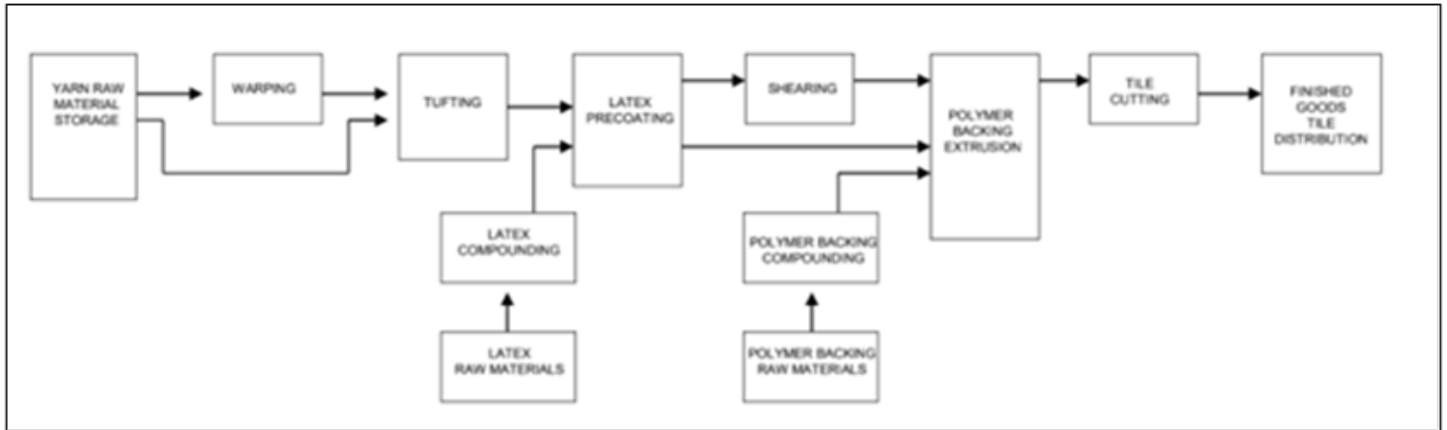 YARN RAW
MATERIAL
STORAGE
WARPING
TUFTING
LATEX
PRECOATING
SHEARING
POLYMER
BACKING
EXTRUSION
TILE
CUTTING
FINISHED
GOODS
TILE
DISTRIBUTION
LATEX
COMPOUNDING
POLYMER BACKING
COMPOUNDING
LATEX
RAW MATERIALS
POLYMER BACKING
RAW MATERIALS